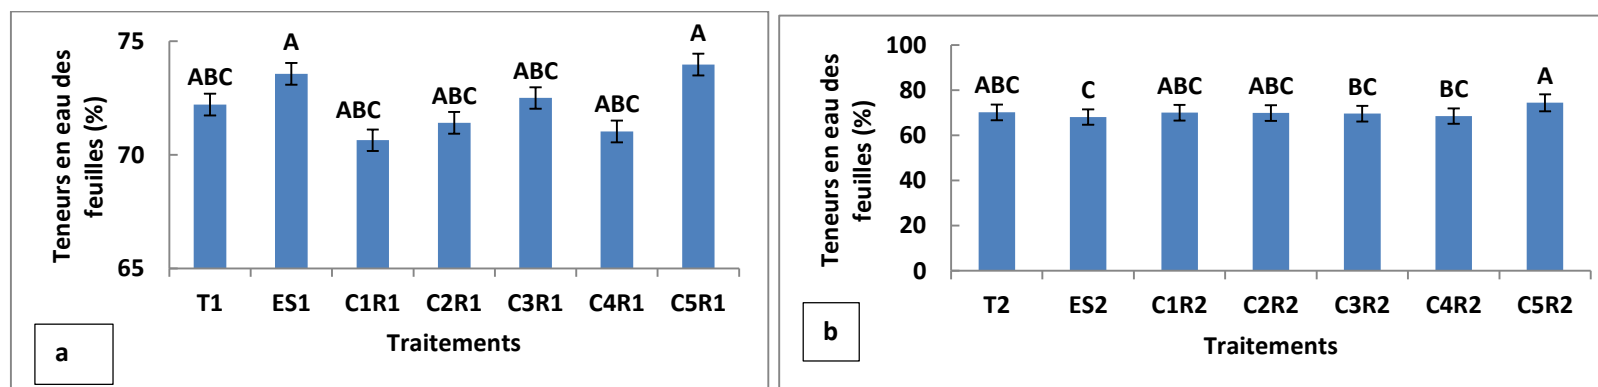 Teneurs en eau des
feuilles (%)
75
70
65
ABC
A
ABC
ABC
ABC
ABC
A
T1 ES1 C1R1 C2R1 C3R1 C4R1 C5R1
Traitements
a
Teneurs en eau des
feuilles (%)
100
80
60
40
20
0
ABC
C
ABC
ABC
BC
BC
A
T2 ES2 C1R2 C2R2 C3R2 C4R2 C5R2
Traitements
b